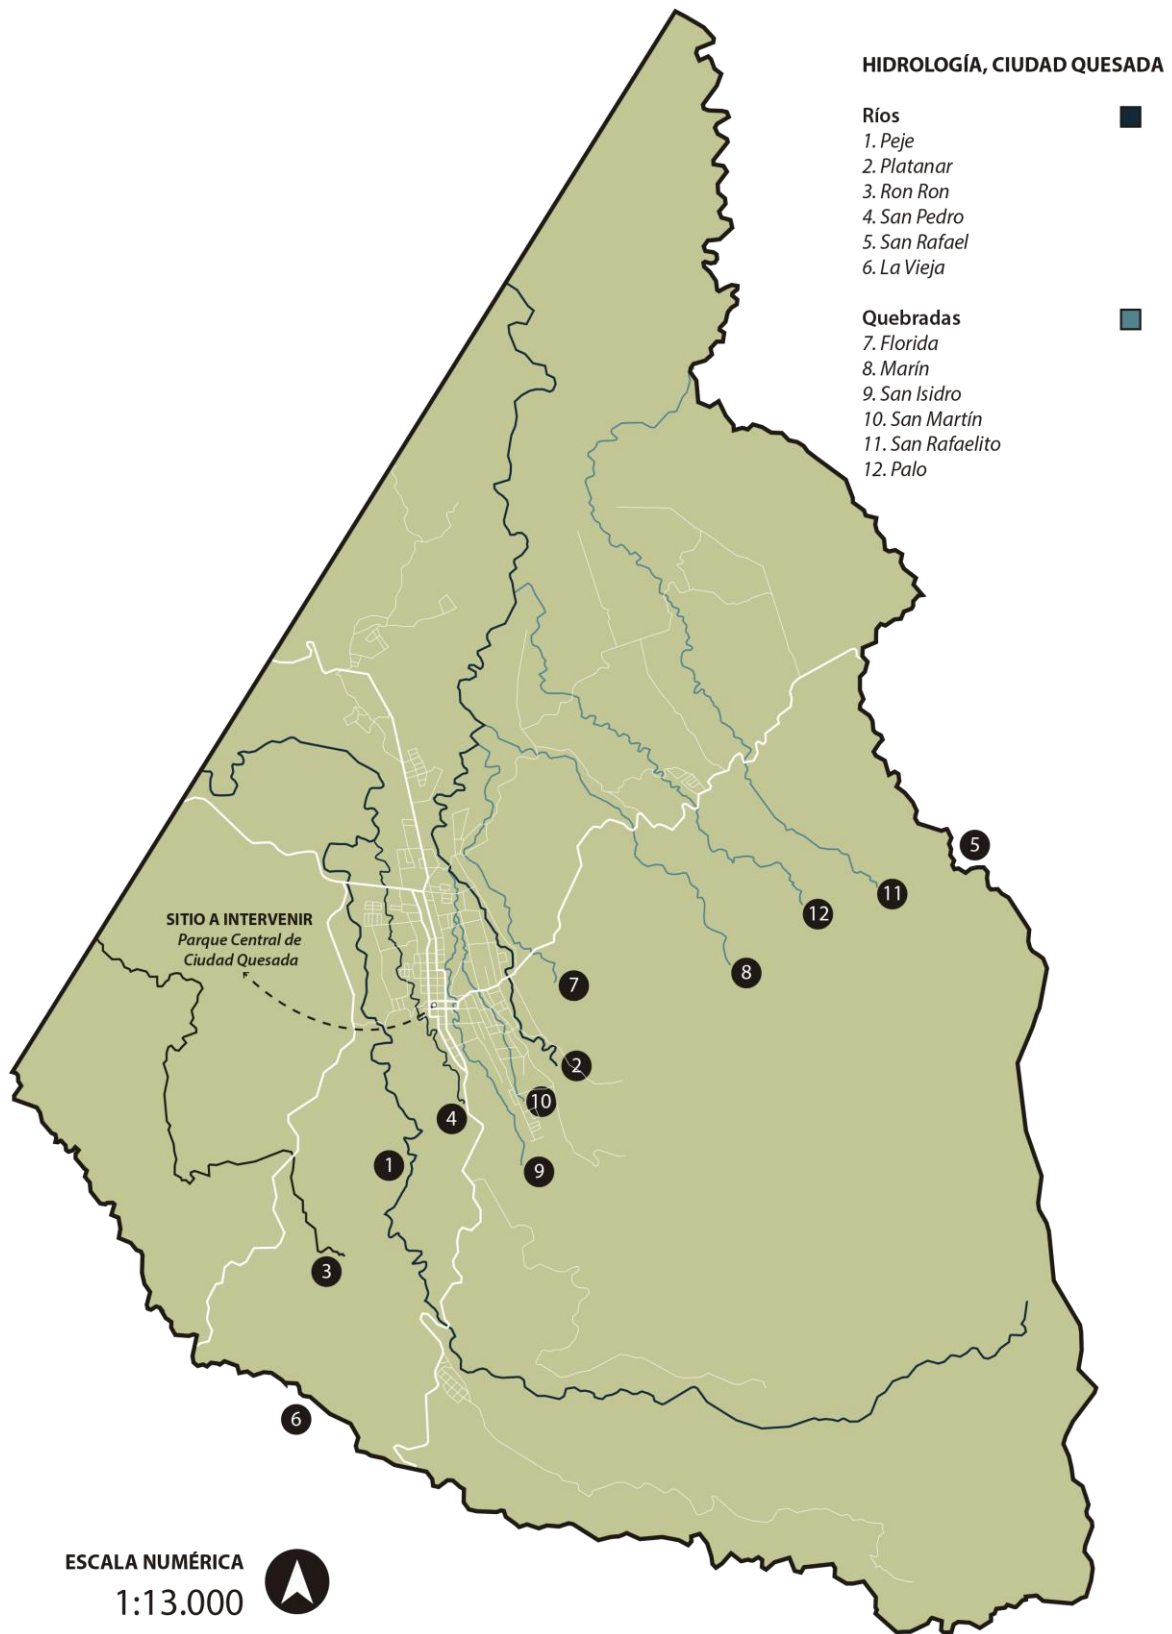 HIDROLOGÍA, CIUDAD QUESADA
Ríos
1. Peje
2. Platanar
3. Ron Ron
4. San Pedro
5. San Rafael
6. La Vieja
Quebradas
7. Florida
8. Marín
9. San Isidro
10. San Martín
11. San Rafaelito
12. Palo
5
11
12
SITIO A INTERVENIR
Parque Central de
Ciudad Quesada
8
7
2
10
4
1
9
3
6
ESCALA NUMÉRICA
1:13.000